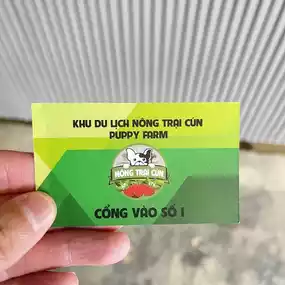 KHU DU LỊCH NÔNG TRẠI CÚN
PUPPY FARM
NÔNG TRẠI CÚN
CỔNG VÀO SỐ 1